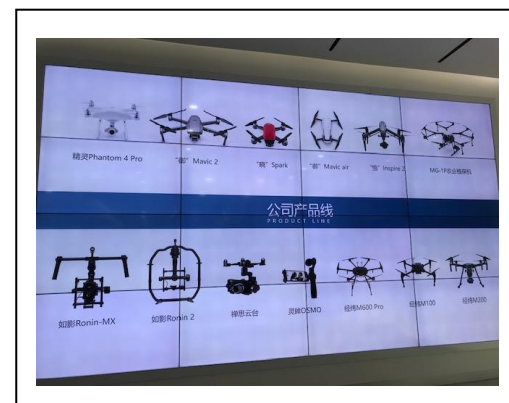 精灵Phantom 4 Pro
"御" Mavic 2
"晓" Spark
"御" Mavic air
"悟" Inspire 2
MG-1P农业植保机
公司产品线
PRODUCT LINE
如影Ronin-MX
如影Ronin 2
禅思云台
灵眸OSMO
经纬M600 Pro
经纬M100
经纬M200